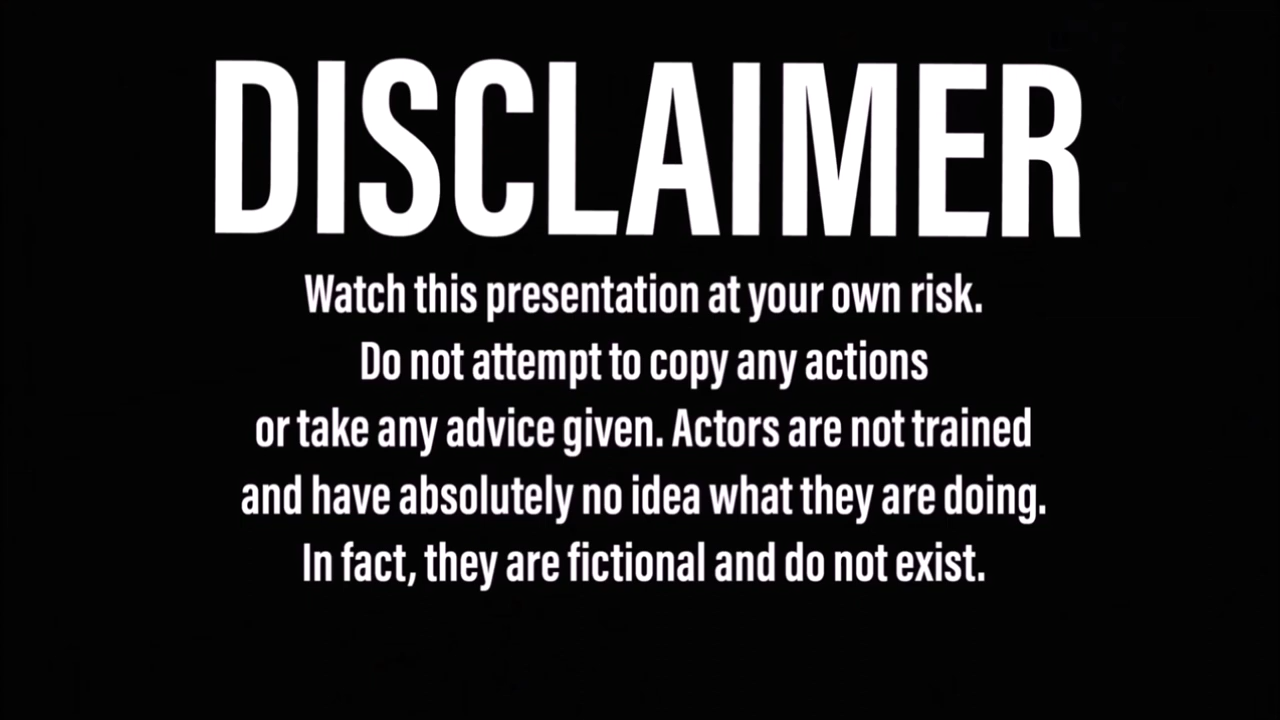 DISCLAIMER
Watch this presentation at your own risk.
Do not attempt to copy any actions
or take any advice given. Actors are not trained
and have absolutely no idea what they are doing.
In fact, they are fictional and do not exist.